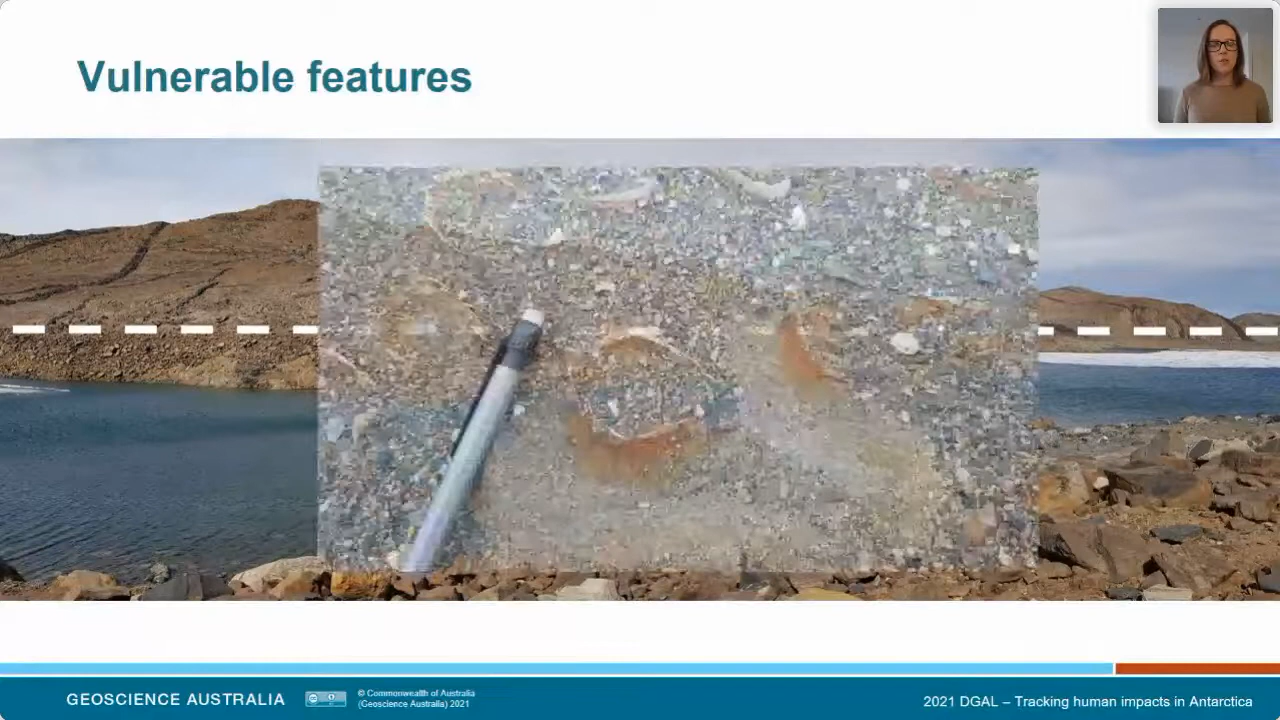 Vulnerable features
GEOSCIENCE AUSTRALIA
© Commonwealth of Australia
(Geoscience Australia) 2021
2021 DGAL – Tracking human impacts in Antarctica